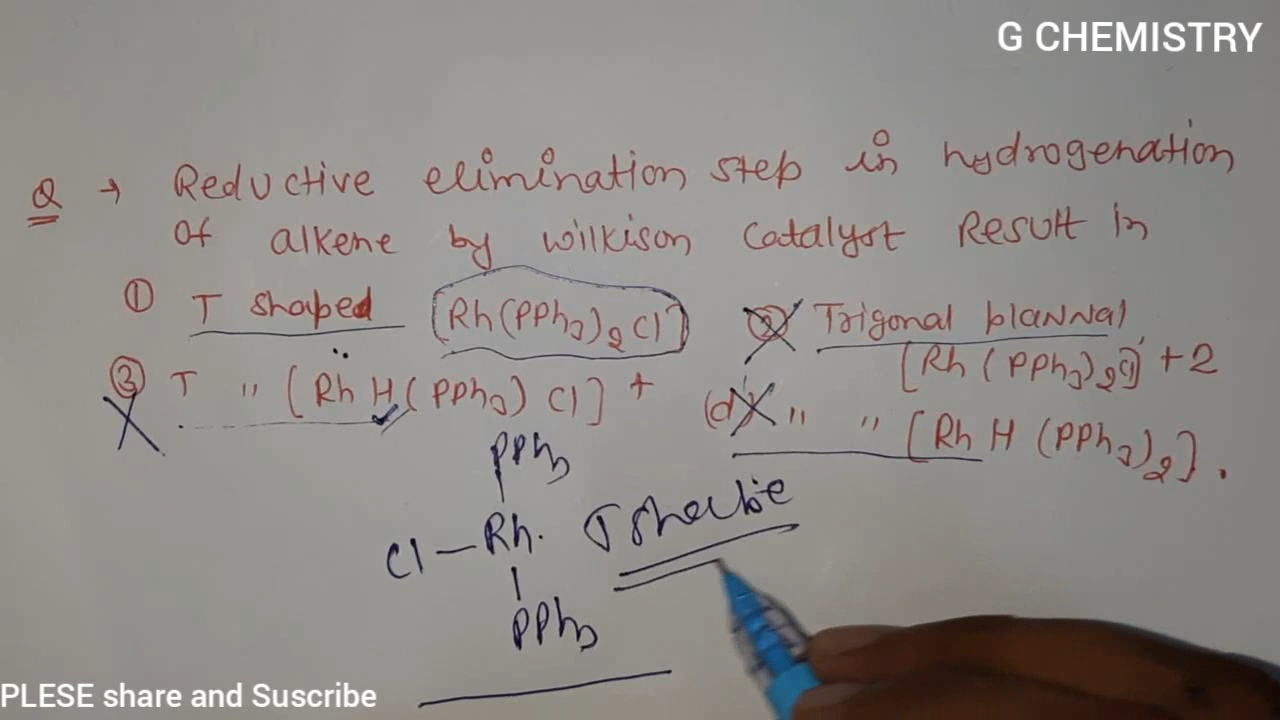 G CHEMISTRY
Q → Reductive elimination step in hydrogenation
Of alkene by wilkison Catalyst Result in
① T shaped [Rh(PPh3)2Cl] ② Trigonal plannal
[Rh(PPh3)2Cl]+2
③ T " [RhH(PPh3)Cl]+ (d) " " [RhH(PPh3)2].
PPh3
Cl—Rh. T
PPh3
PLESE share and Suscribe